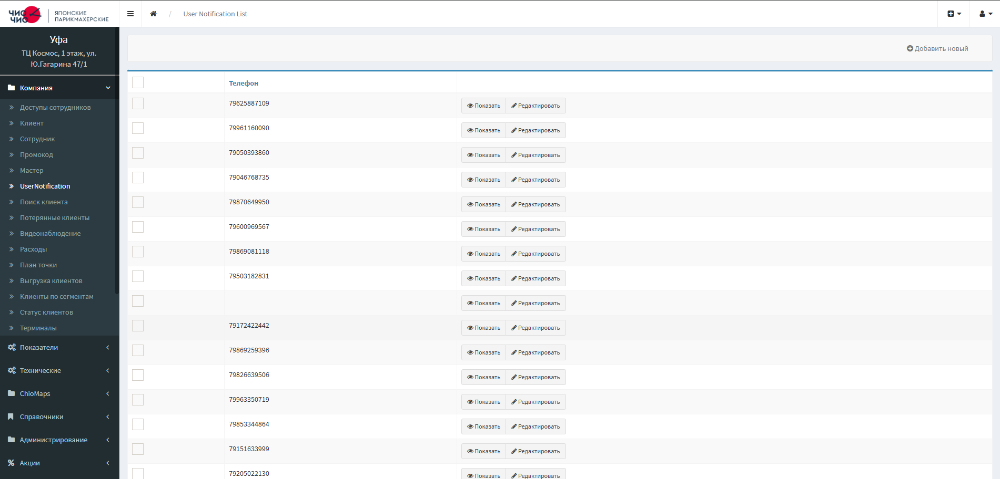 ЧИО
ЧИО
ЯПОНСКИЕ
ПАРИКМАХЕРСКИЕ
/ User Notification List
Уфа
ТЦ Космос, 1 этаж, ул.
Ю.Гагарина 47/1
Компания
Доступы сотрудников
Клиент
Сотрудник
Промокод
Мастер
UserNotification
Поиск клиента
Потерянные клиенты
Видеонаблюдение
Расходы
План точки
Выгрузка клиентов
Клиенты по сегментам
Статус клиентов
Терминалы
Показатели
Технические
ChioMaps
Справочники
Администрирование
Акции
Добавить новый
Телефон
79625887109 Показать Редактировать
79961160090 Показать Редактировать
79050393860 Показать Редактировать
79046768735 Показать Редактировать
79870649950 Показать Редактировать
79600969567 Показать Редактировать
79869081118 Показать Редактировать
79503182831 Показать Редактировать
Показать Редактировать
79172422442 Показать Редактировать
79869259396 Показать Редактировать
79826639506 Показать Редактировать
79963350719 Показать Редактировать
79853344864 Показать Редактировать
79151633999 Показать Редактировать
79205022130 Показать Редактировать